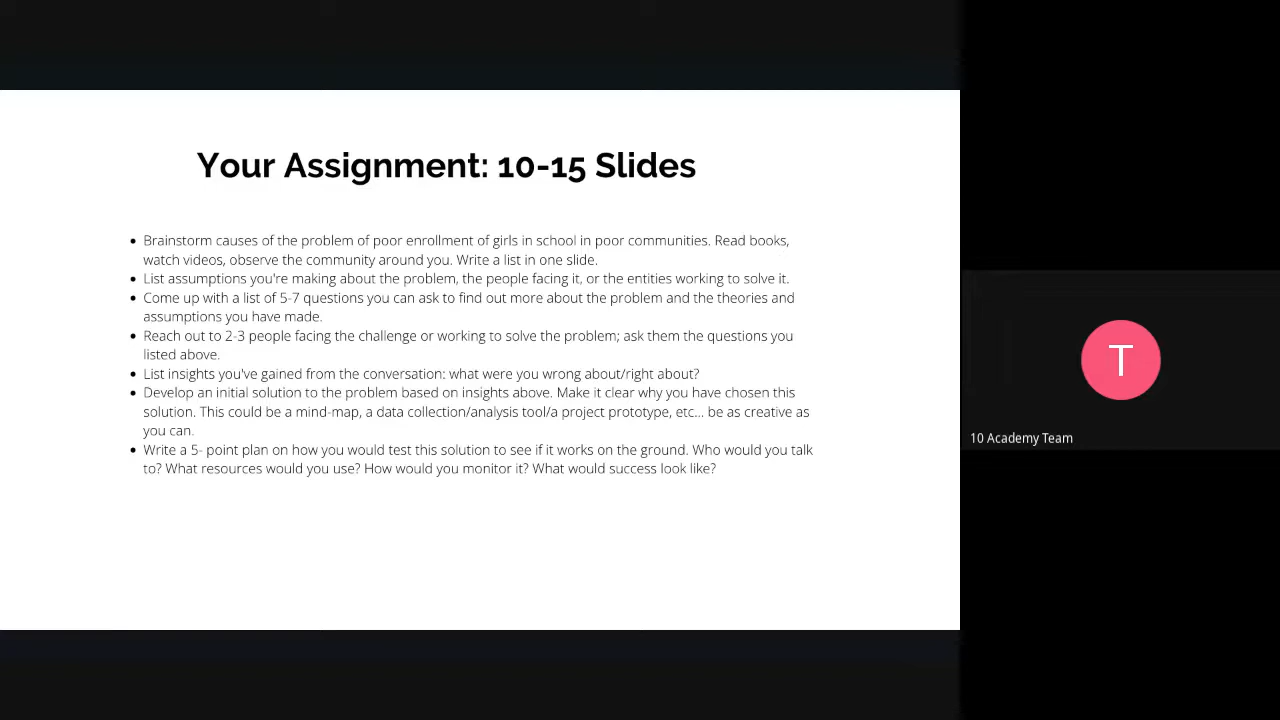 Your Assignment: 10-15 Slides
• Brainstorm causes of the problem of poor enrollment of girls in school in poor communities. Read books,
watch videos, observe the community around you. Write a list in one slide.
• List assumptions you're making about the problem, the people facing it, or the entities working to solve it.
• Come up with a list of 5-7 questions you can ask to find out more about the problem and the theories and
assumptions you have made.
• Reach out to 2-3 people facing the challenge or working to solve the problem; ask them the questions you
listed above.
• List insights you've gained from the conversation: what were you wrong about/right about?
• Develop an initial solution to the problem based on insights above. Make it clear why you have chosen this
solution. This could be a mind-map, a data collection/analysis tool/a project prototype, etc... be as creative as
you can.
• Write a 5- point plan on how you would test this solution to see if it works on the ground. Who would you talk
to? What resources would you use? How would you monitor it? What would success look like?
T
10 Academy Team